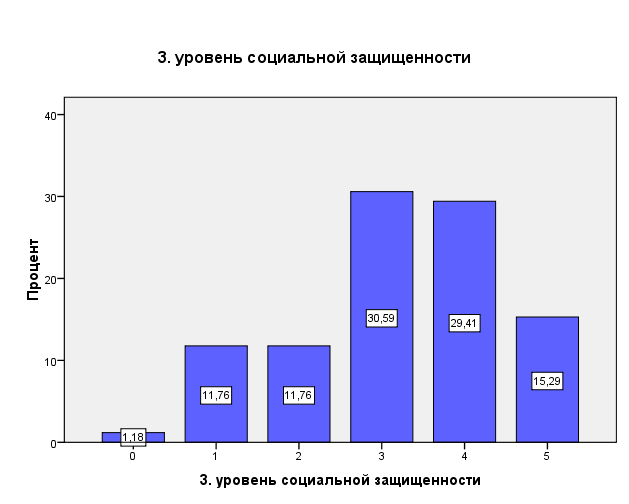 3. уровень социальной защищенности
40
30
20
10
0
Процент
1,18
11,76
11,76
30,59
29,41
15,29
0 1 2 3 4 5
3. уровень социальной защищенности